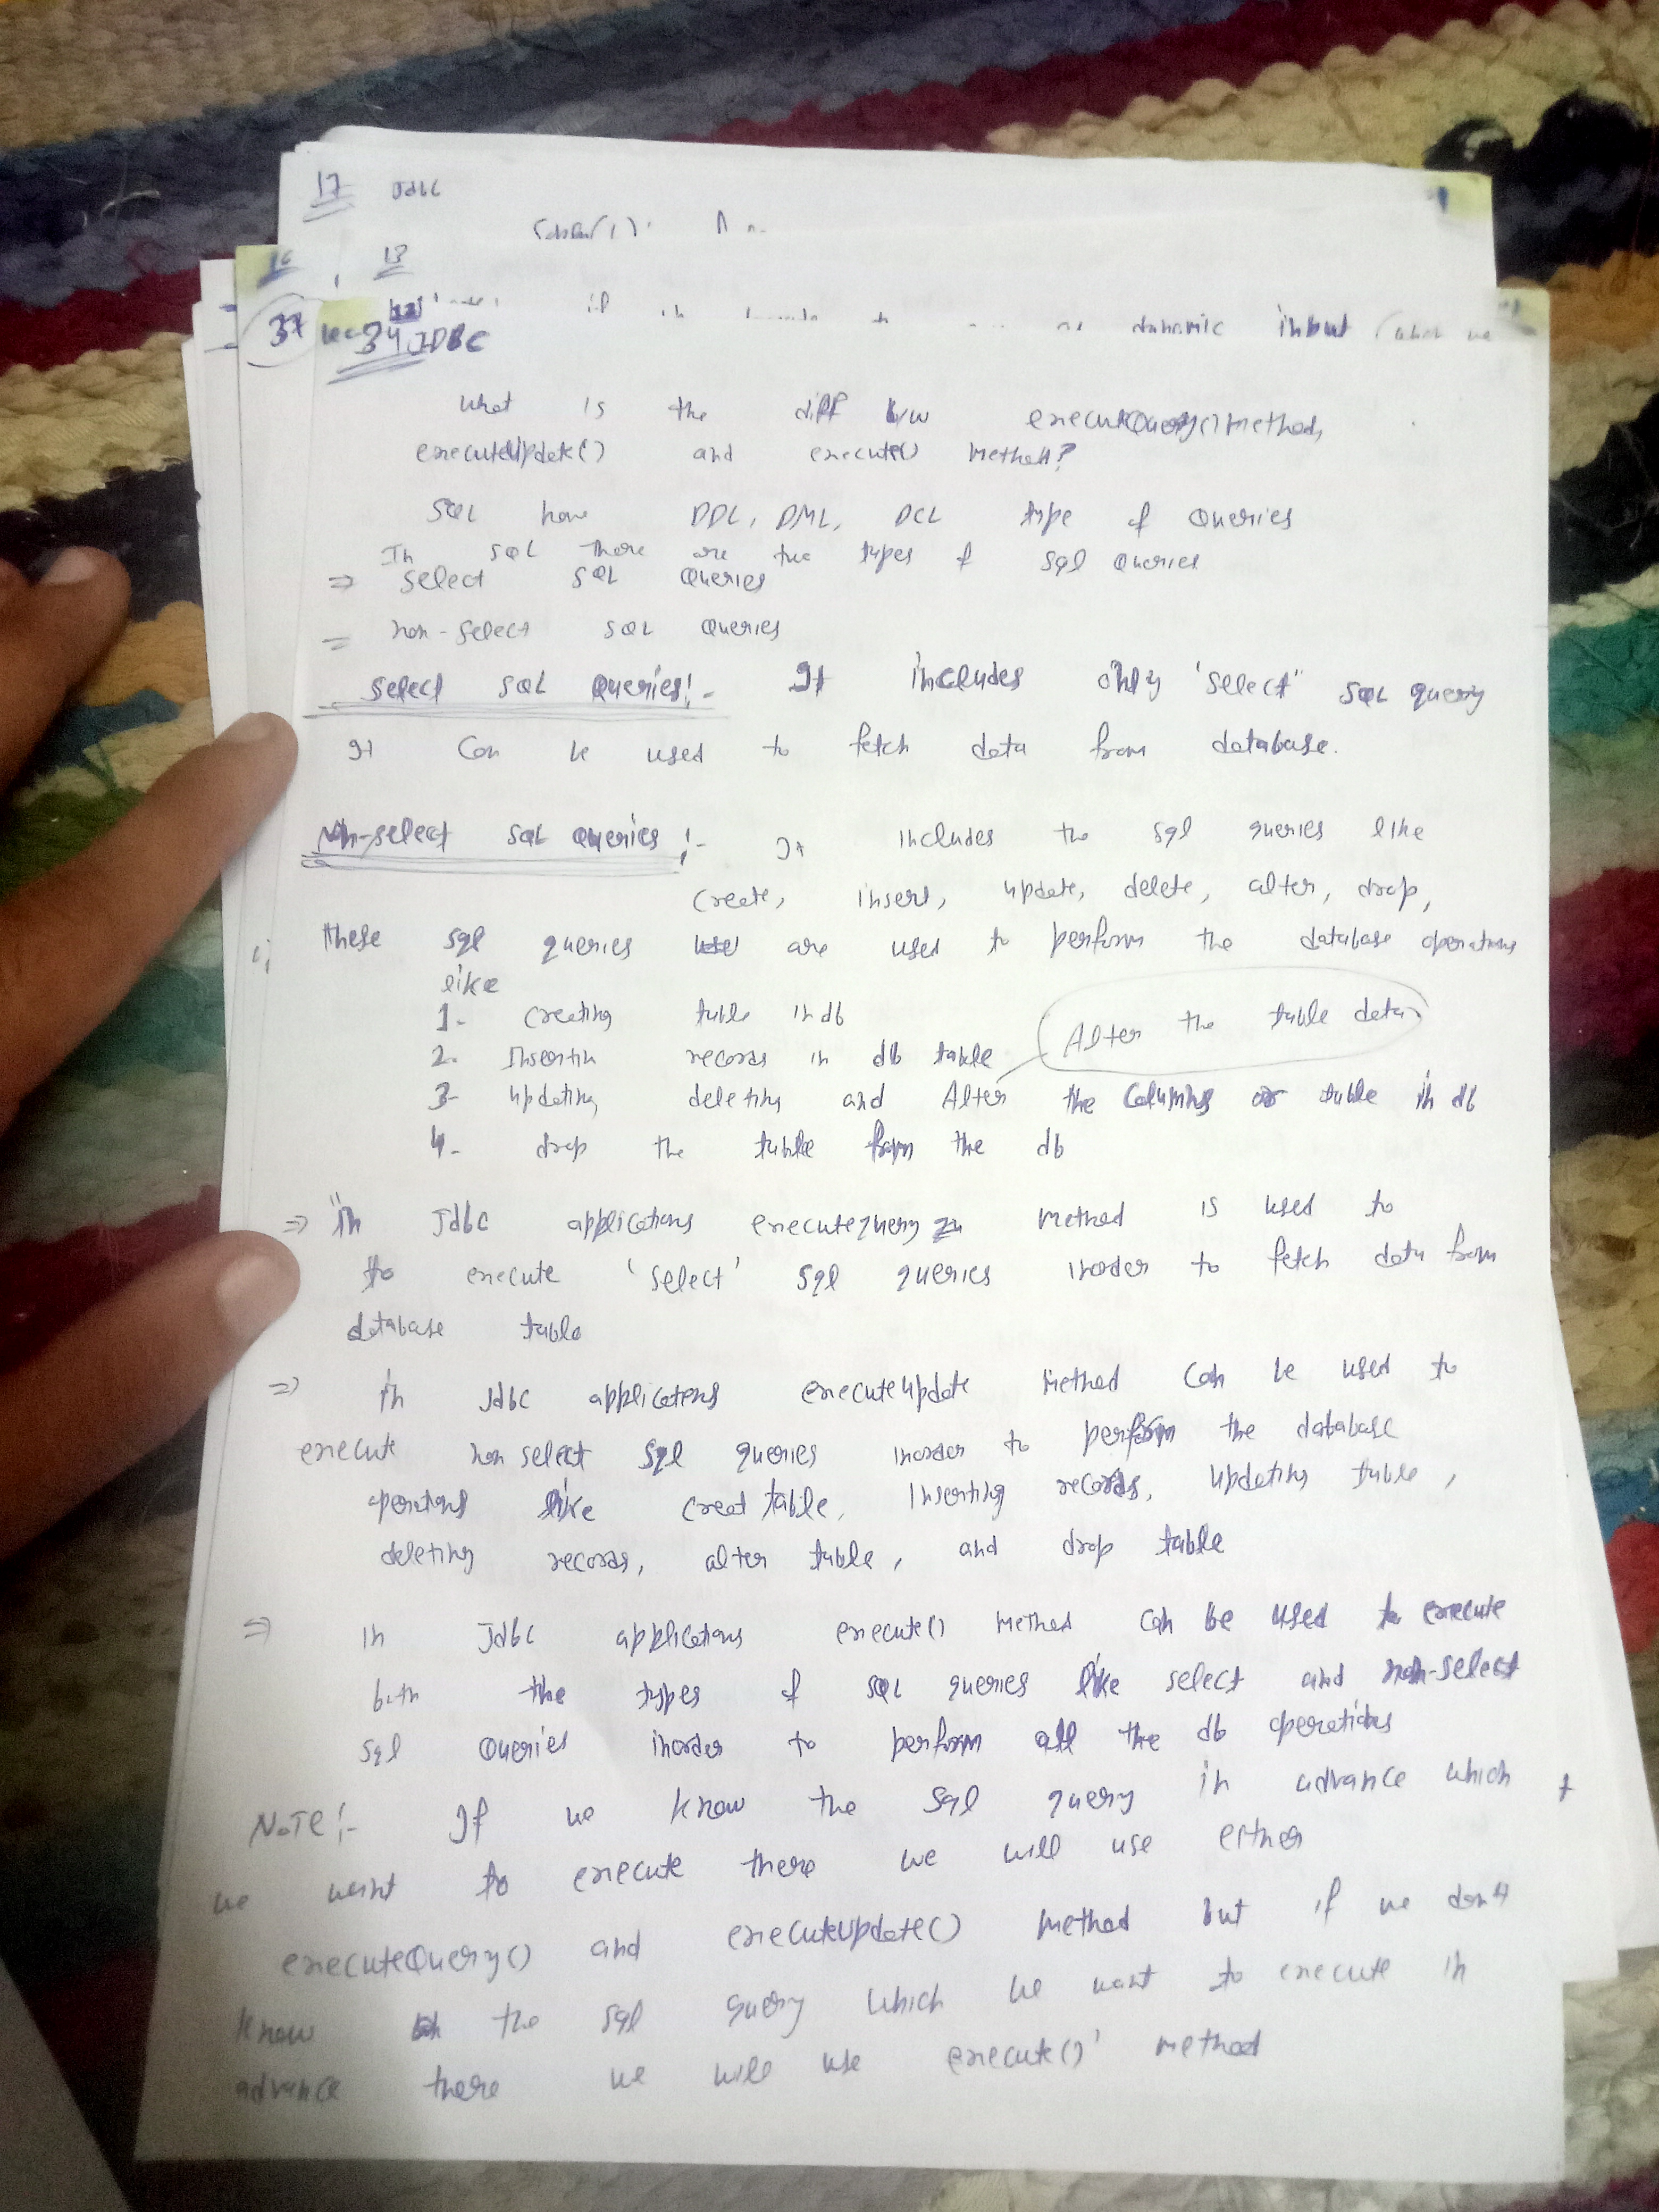 17 Jdbc
18
dynamic input
37 lec 34 JDBC
What is the diff b/w executeQuery() method,
executeUpdate() and execute() Method?
SQL have DDL, DML, DCL type of Queries
In SQL there are two types of sql Queries
⇒ select SQL Queries
= non-select SQL Queries
select SQL Queries:- It includes only 'select" SQL query
It can be used to fetch data from database.
Non-select SQL Queries :- It includes the sql queries like
create, insert, update, delete, alter, drop,
these sql queries are used to perform the database operations
like
1- creating table in db
Alter the table data
2. Insertin records in db table
3- updating deleting and Alter the columns or table in db
4- drop the table from the db
⇒ in Jdbc applications executequery method is used to
to execute 'select' sql queries inorder to fetch data from
database table
⇒ in Jdbc applications executeupdate method can be used to
execute non select sql queries inorder to perform the database
operations like creat table, inserting records, updating table,
deleting records, alter table, and drop table
⇒ in Jdbc applications execute() method can be used to execute
both the types of SQL queries like select and non-select
sql queries inorder to perform all the db operations
NoTe:- If we know the sql query in advance which
we want to execute there we will use either
executeQuery() and executeUpdate() method but if we don't
know the sql query which we want to execute in
advance there we will use execute()' method